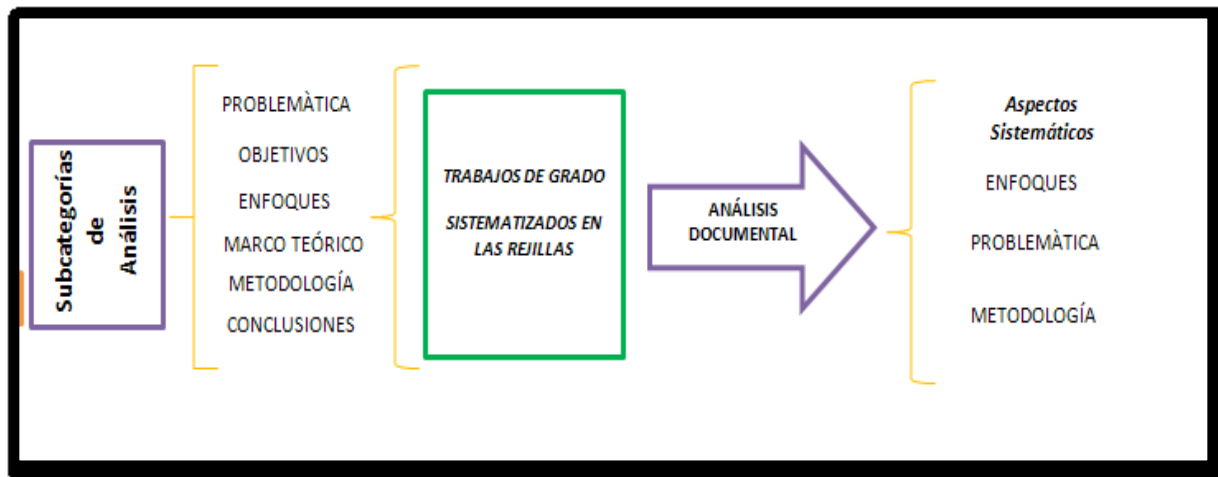 Subcategorías
de
Análisis
PROBLEMÀTICA
OBJETIVOS
ENFOQUES
MARCO TEÓRICO
METODOLOGÍA
CONCLUSIONES
TRABAJOS DE GRADO
SISTEMATIZADOS EN
LAS REJILLAS
ANÁLISIS
DOCUMENTAL
Aspectos
Sistemáticos
ENFOQUES
PROBLEMÀTICA
METODOLOGÍA